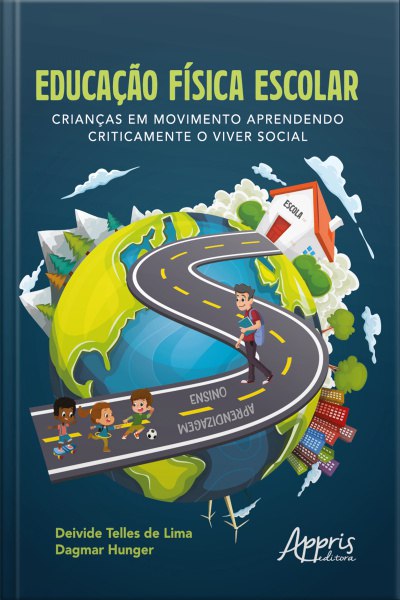 EDUCAÇÃO FÍSICA ESCOLAR
CRIANÇAS EM MOVIMENTO APRENDENDO
CRITICAMENTE O VIVER SOCIAL
ESCOLA
ENSINO
APRENDIZAGEM
Deivide Telles de Lima
Dagmar Hunger
Appris
editora